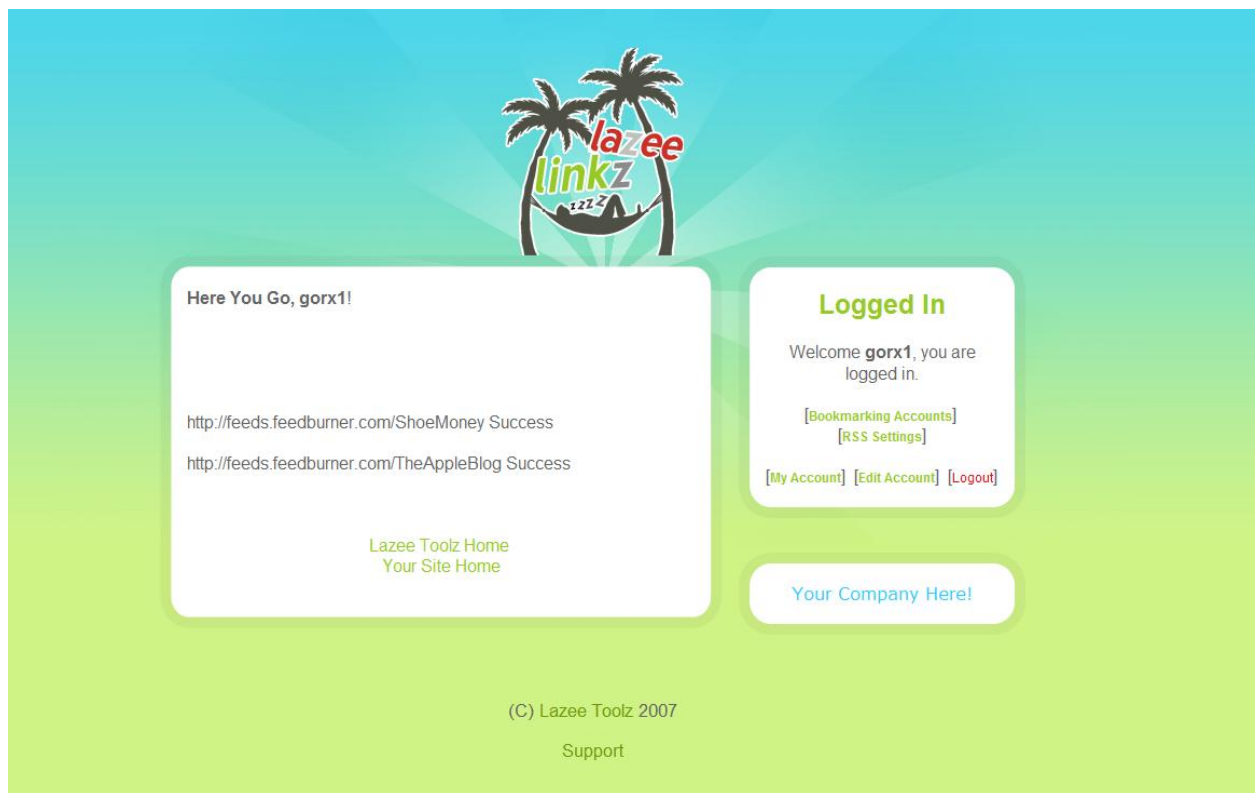 lazee
linkz
zzzZ
Here You Go, gorx1!
http://feeds.feedburner.com/ShoeMoney Success
http://feeds.feedburner.com/TheAppleBlog Success
Lazee Toolz Home
Your Site Home
Logged In
Welcome gorx1, you are
logged in.
[Bookmarking Accounts]
[RSS Settings]
[My Account] [Edit Account] [Logout]
Your Company Here!
(C) Lazee Toolz 2007
Support